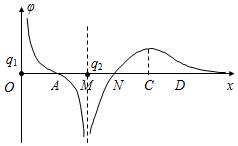 φ
q₁ q₂
O A M N C D x